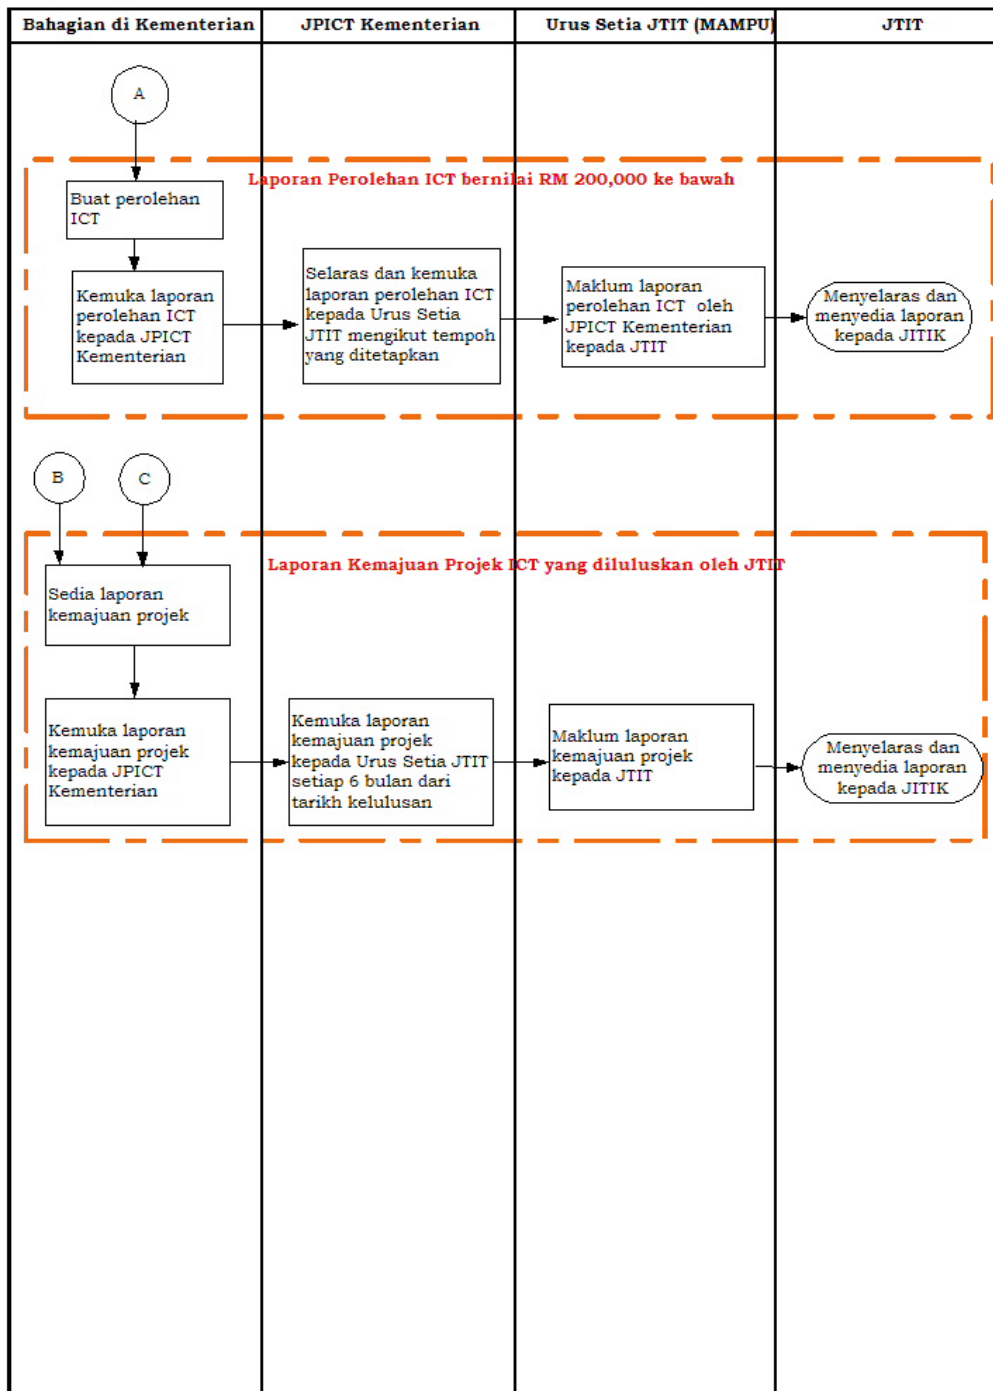 Bahagian di Kementerian
JPICT Kementerian
Urus Setia JTIT (MAMPU)
JTIT
A
Laporan Perolehan ICT bernilai RM 200,000 ke bawah
Buat perolehan
ICT
Kemuka laporan
perolehan ICT
kepada JPICT
Kementerian
Selaras dan kemuka
laporan perolehan ICT
kepada Urus Setia
JTIT mengikut tempoh
yang ditetapkan
Maklum laporan
perolehan ICT oleh
JPICT Kementerian
kepada JTIT
Menyelaras dan
menyedia laporan
kepada JITIK
B
C
Laporan Kemajuan Projek ICT yang diluluskan oleh JTIT
Sedia laporan
kemajuan projek
Kemuka laporan
kemajuan projek
kepada JPICT
Kementerian
Kemuka laporan
kemajuan projek
kepada Urus Setia JTIT
setiap 6 bulan dari
tarikh kelulusan
Maklum laporan
kemajuan projek
kepada JTIT
Menyelaras dan
menyedia laporan
kepada JITIK